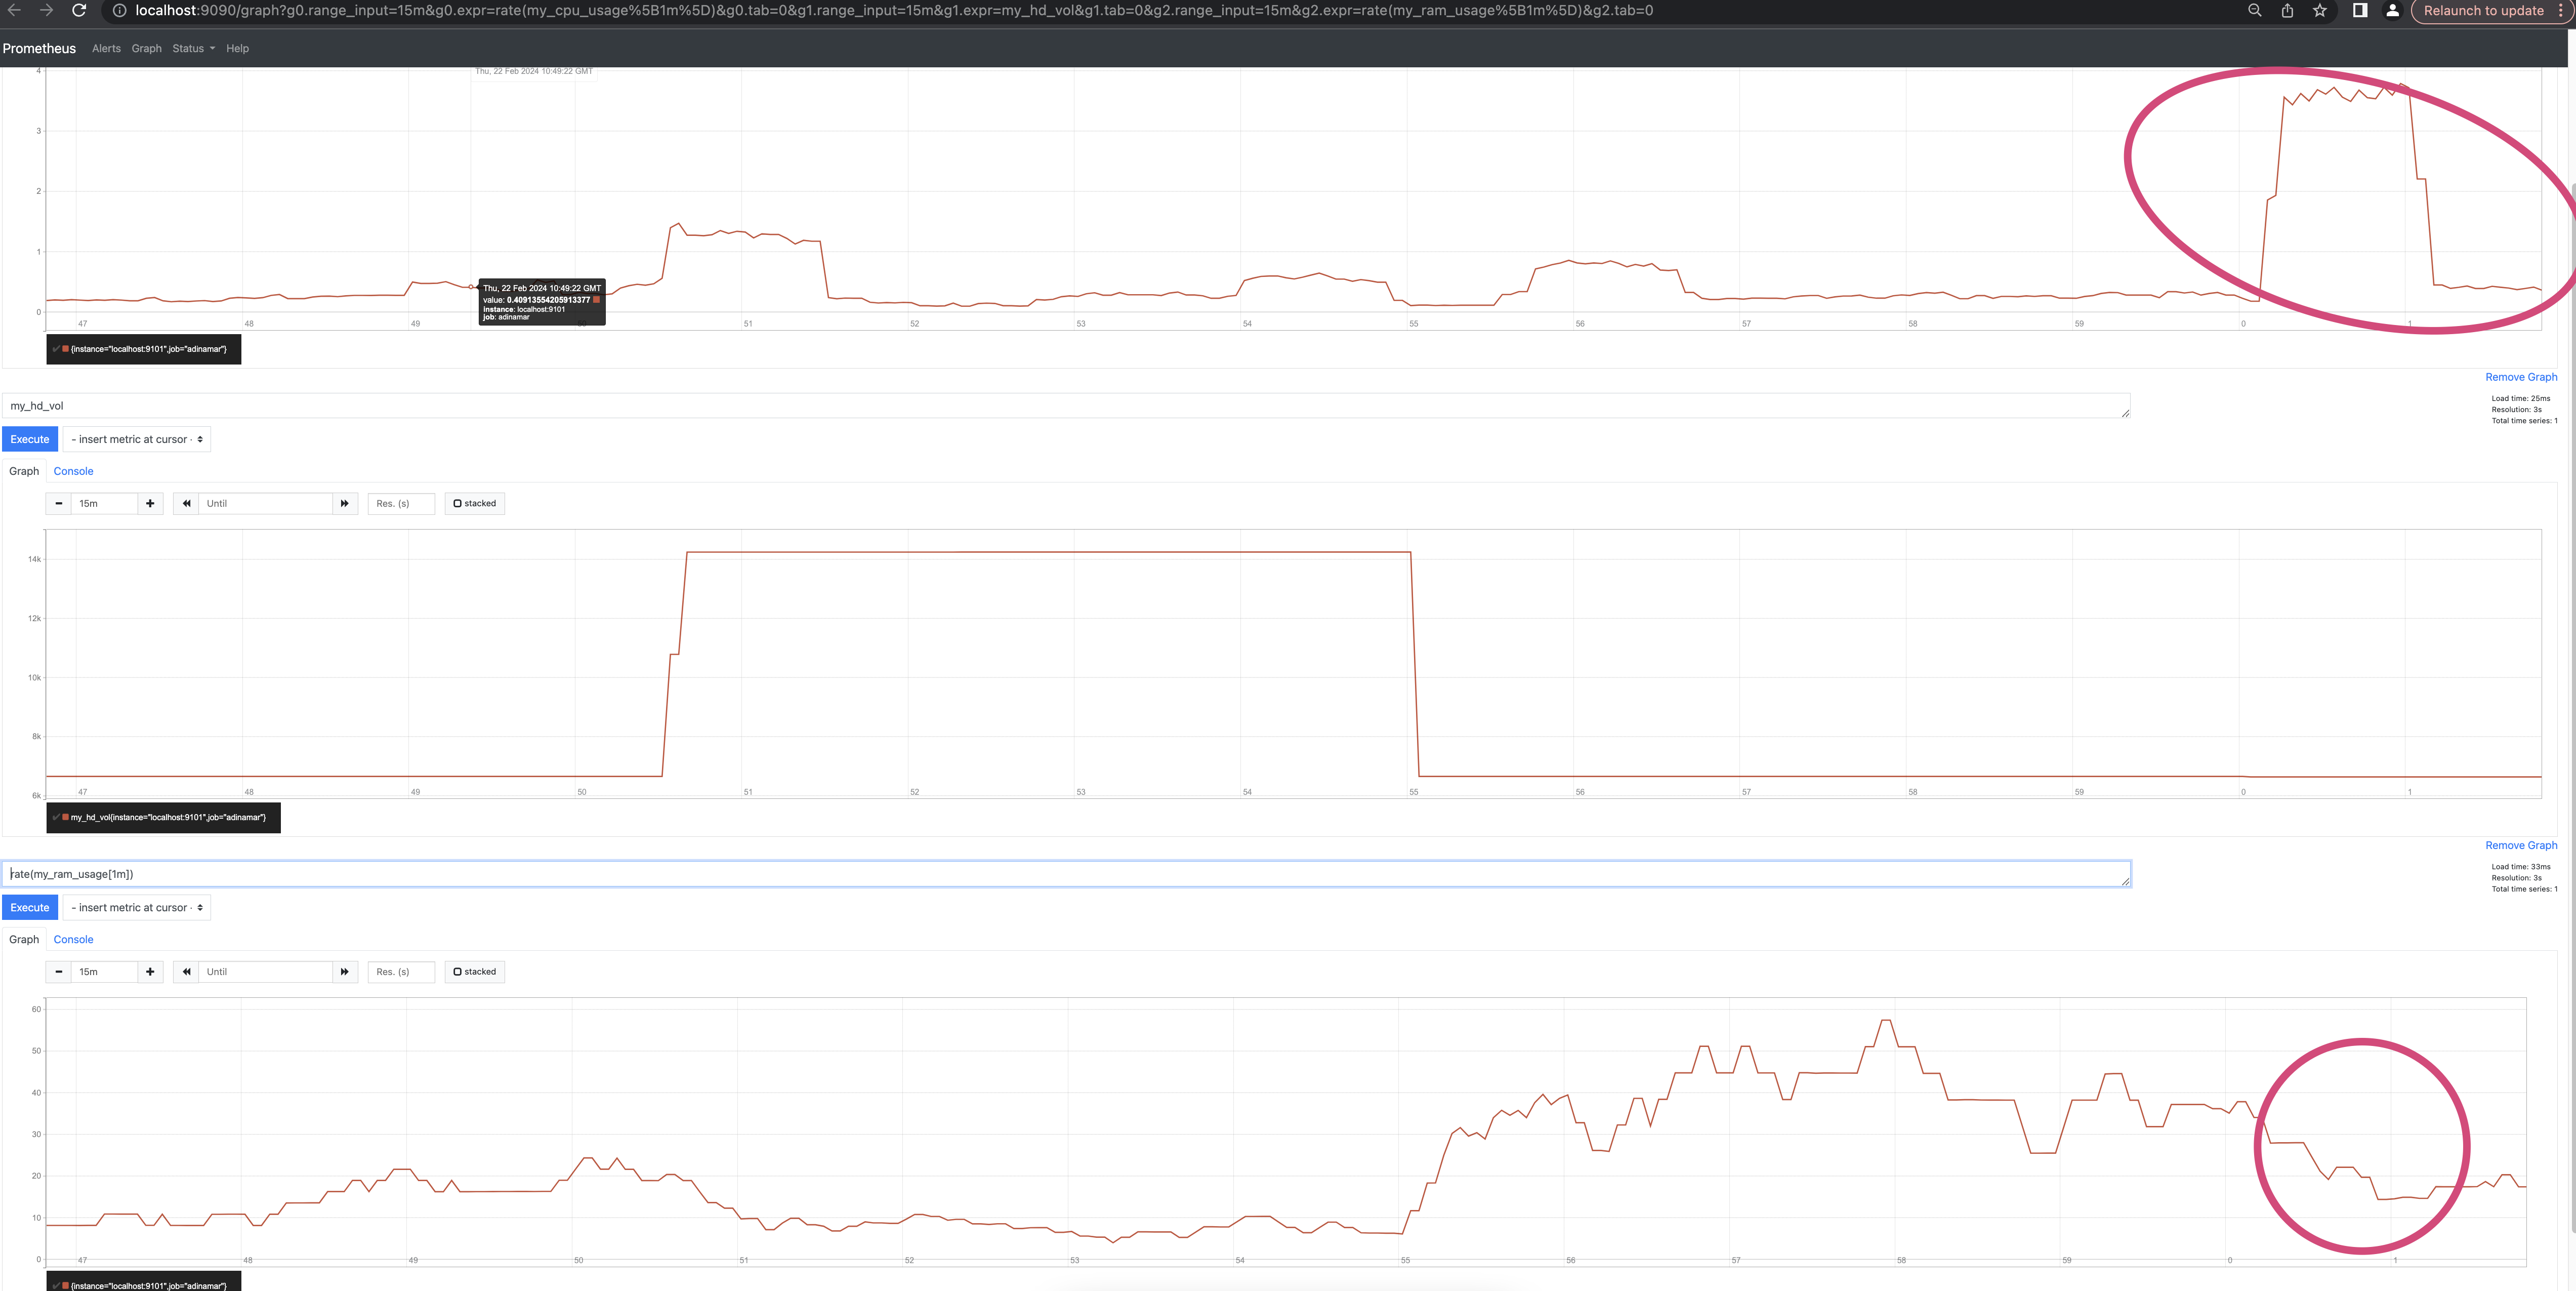 localhost:9090/graph?g0.range_input=15m&g0.expr=rate(my_cpu_usage%5B1m%5D)&g0.tab=0&g1.range_input=15m&g1.expr=my_hd_vol&g1.tab=0&g2.range_input=15m&g2.expr=rate(my_ram_usage%5B1m%5D)&g2.tab=0 Relaunch to update
Prometheus Alerts Graph Status Help
Thu, 22 Feb 2024 10:49:22 GMT
4
3
2
1
0
Thu, 22 Feb 2024 10:49:22 GMT
value: 0.40913554205913377
instance: localhost:9101
job: adinamar
47 48 49 50 51 52 53 54 55 56 57 58 59 0 1
{instance="localhost:9101",job="adinamar"}
Remove Graph
my_hd_vol
Load time: 25ms
Resolution: 3s
Total time series: 1
Execute - insert metric at cursor -
Graph Console
- 15m + Until Res. (s) stacked
14k
12k
10k
8k
6k
47 48 49 50 51 52 53 54 55 56 57 58 59 0 1
my_hd_vol{instance="localhost:9101",job="adinamar"}
Remove Graph
rate(my_ram_usage[1m])
Load time: 33ms
Resolution: 3s
Total time series: 1
Execute - insert metric at cursor -
Graph Console
- 15m + Until Res. (s) stacked
60
50
40
30
20
10
0
47 48 49 50 51 52 53 54 55 56 57 58 59 0 1
{instance="localhost:9101",job="adinamar"}